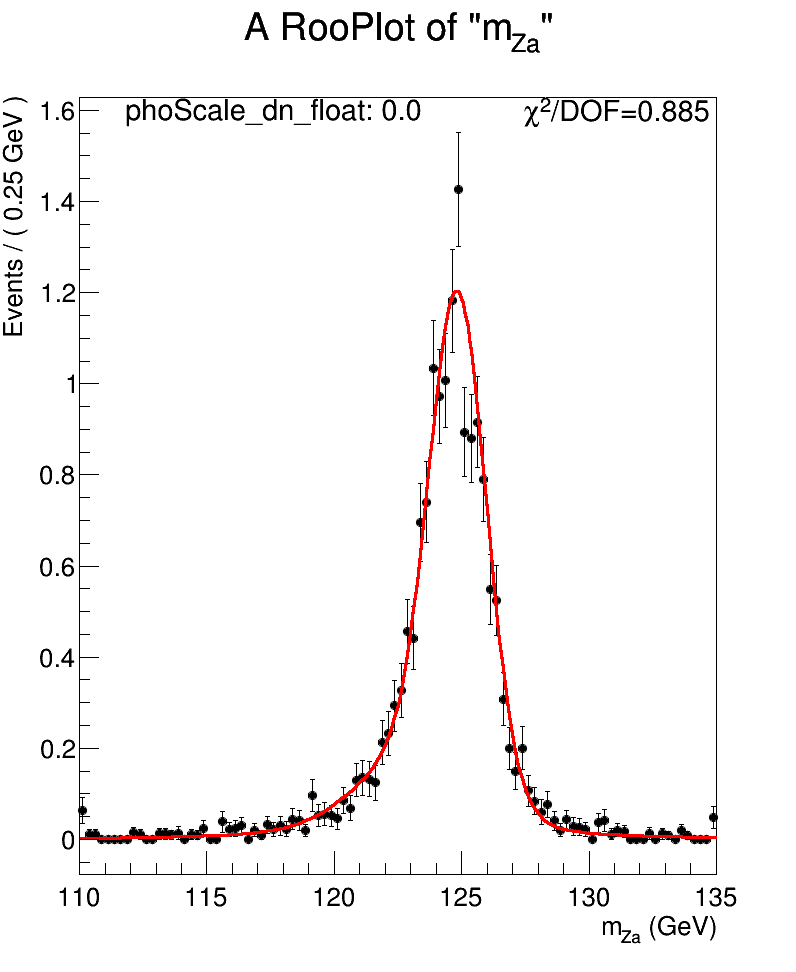 A RooPlot of "m_Za"
phoScale_dn_float: 0.0
χ²/DOF=0.885
Events / ( 0.25 GeV )
1.6
1.4
1.2
1
0.8
0.6
0.4
0.2
0
110 115 120 125 130 135
m_Za (GeV)